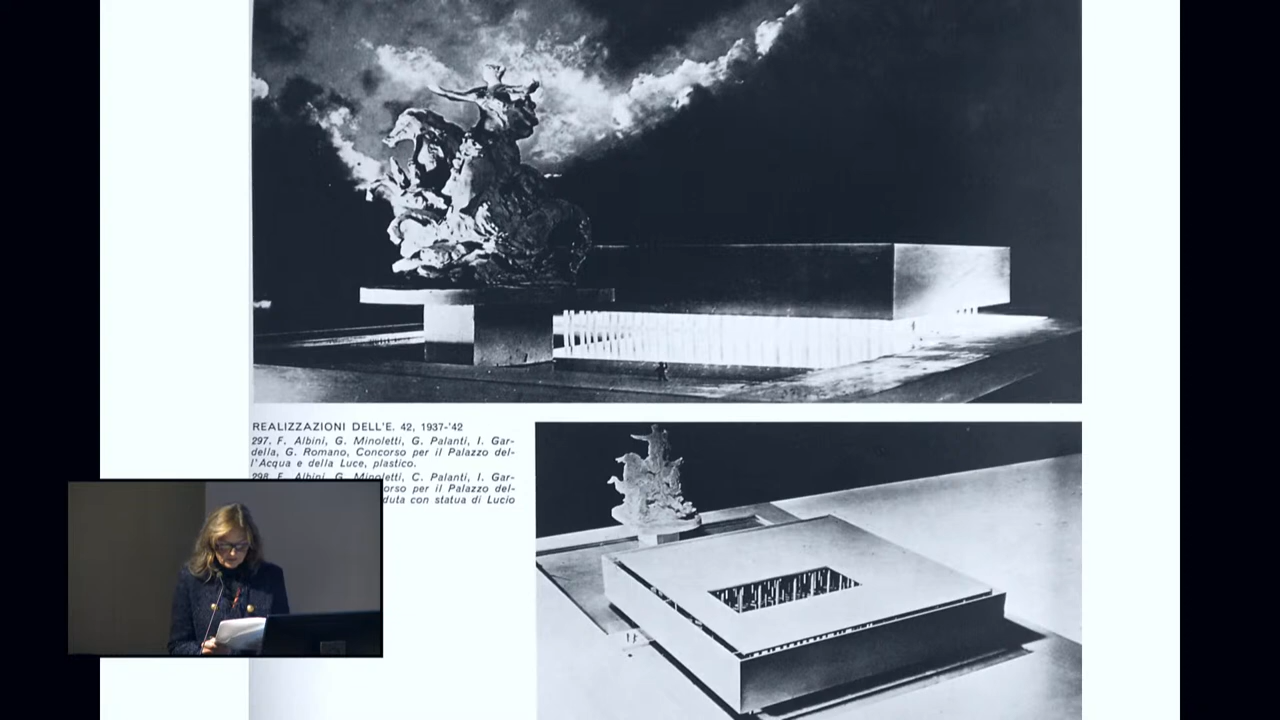 REALIZZAZIONI DELL'E. 42, 1937-'42
297. F. Albini, G. Minoletti, G. Palanti, I. Gar-
della, G. Romano, Concorso per il Palazzo del-
l'Acqua e della Luce, plastico.
298. F. Albini, G. Minoletti, C. Palanti, I. Gar-
orso per il Palazzo del-
duta con statua di Lucio